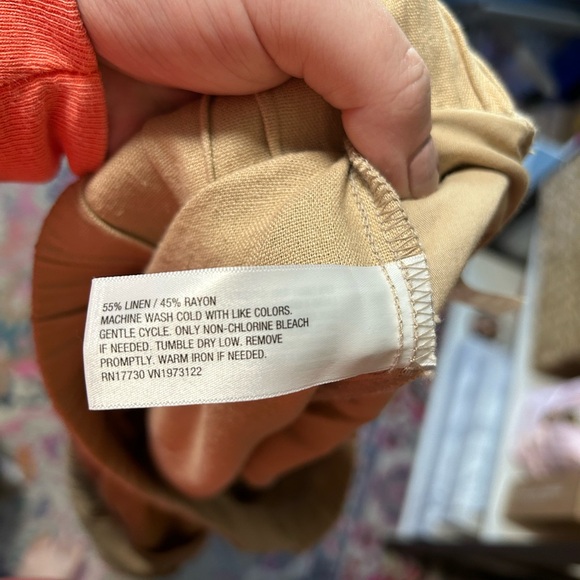 55% LINEN / 45% RAYON
MACHINE WASH COLD WITH LIKE COLORS.
GENTLE CYCLE. ONLY NON-CHLORINE BLEACH
IF NEEDED. TUMBLE DRY LOW. REMOVE
PROMPTLY. WARM IRON IF NEEDED.
RN17730 VN1973122